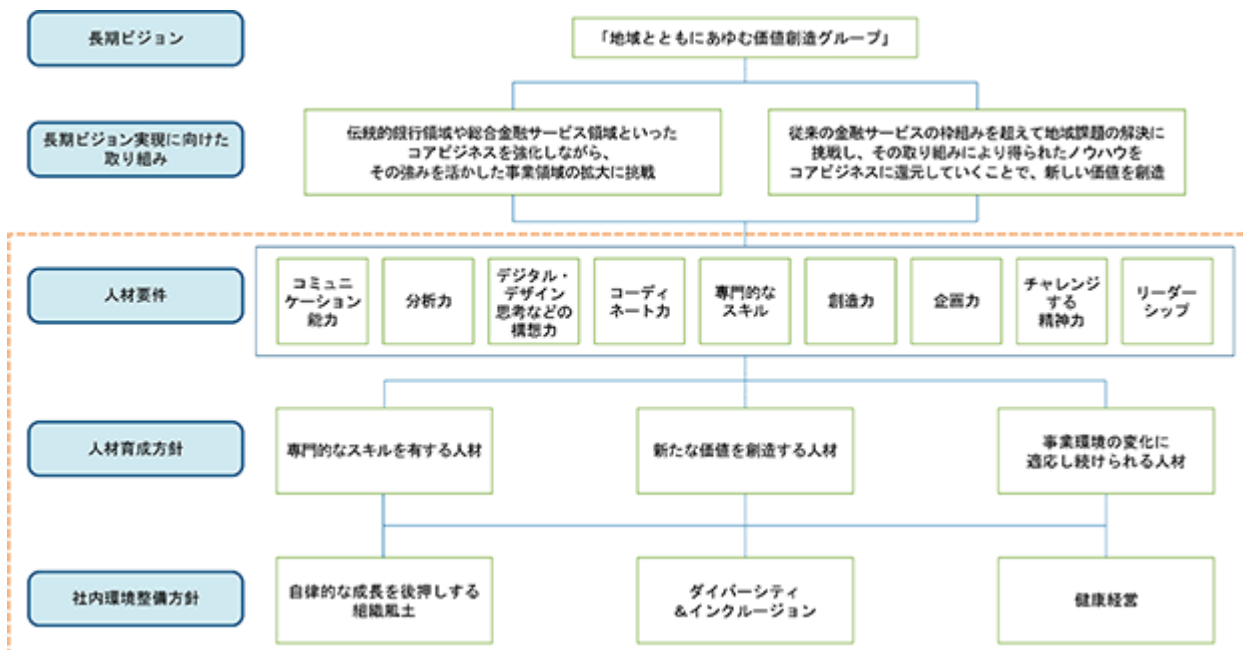 長期ビジョン
「地域とともにあゆむ価値創造グループ」
長期ビジョン実現に向けた
取り組み
伝統的銀行領域や総合金融サービス領域といった
コアビジネスを強化しながら、
その強みを活かした事業領域の拡大に挑戦
従来の金融サービスの枠組みを超えて地域課題の解決に
挑戦し、その取り組みにより得られたノウハウを
コアビジネスに還元していくことで、新しい価値を創造
人材要件
コミュニ
ケーション
能力
分析力
デジタル・
デザイン
思考などの
構想力
コーディ
ネート力
専門的な
スキル
創造力
企画力
チャレンジ
する
精神力
リーダー
シップ
人材育成方針
専門的なスキルを有する人材
新たな価値を創造する人材
事業環境の変化に
適応し続けられる人材
社内環境整備方針
自律的な成長を後押しする
組織風土
ダイバーシティ
&インクルージョン
健康経営